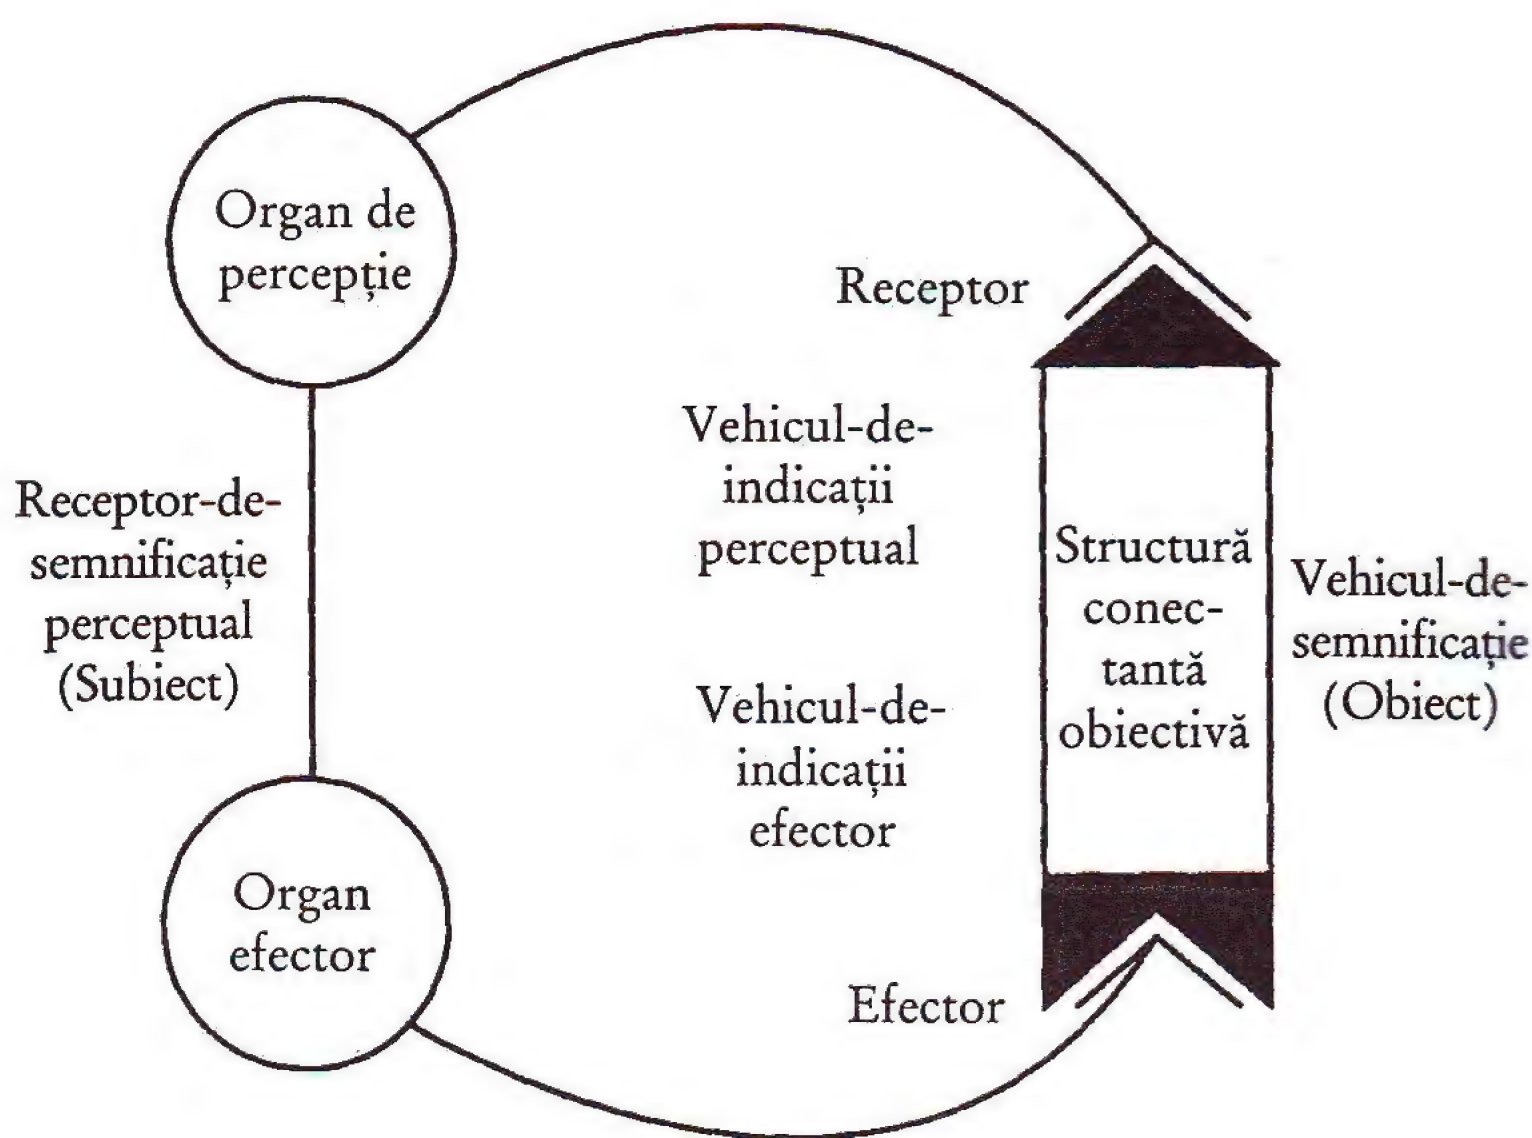 Organ de
percepție
Receptor
Vehicul-de-
indicații
perceptual
Receptor-de-
semnificație
perceptual
(Subiect)
Structură
conec-
tantă
obiectivă
Vehicul-de-
semnificație
(Obiect)
Vehicul-de-
indicații
efector
Organ
efector
Efector